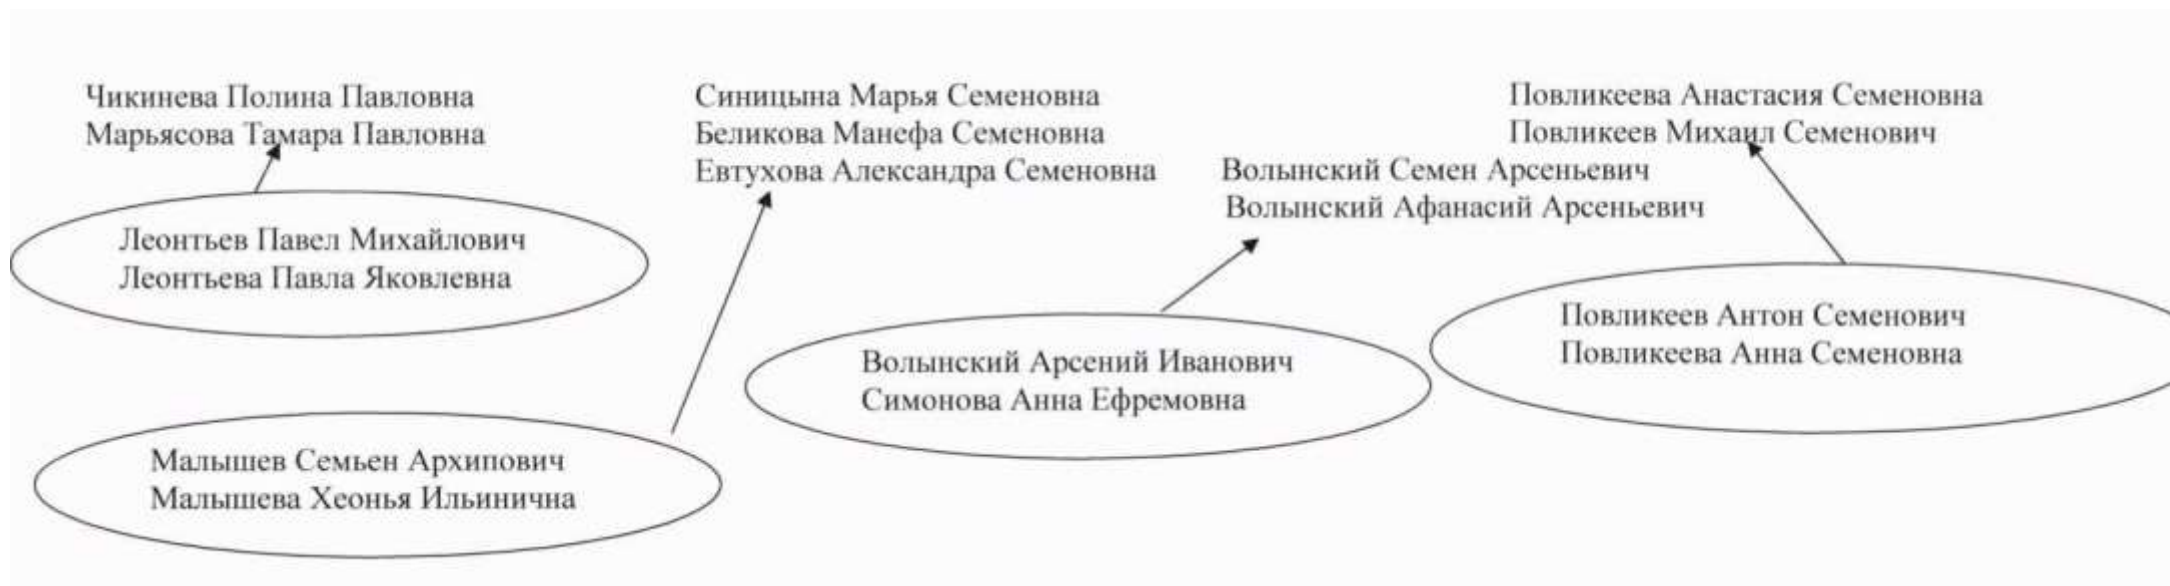 Чикинева Полина Павловна
Марьясова Тамара Павловна
Синицына Марья Семеновна
Беликова Манефа Семеновна
Евтухова Александра Семеновна
Повликеева Анастасия Семеновна
Повликеев Михаил Семенович
Волынский Семен Арсеньевич
Волынский Афанасий Арсеньевич
Леонтьев Павел Михайлович
Леонтьева Павла Яковлевна
Повликеев Антон Семенович
Повликеева Анна Семеновна
Волынский Арсений Иванович
Симонова Анна Ефремовна
Малышев Семьен Архипович
Малышева Хеонья Ильинична